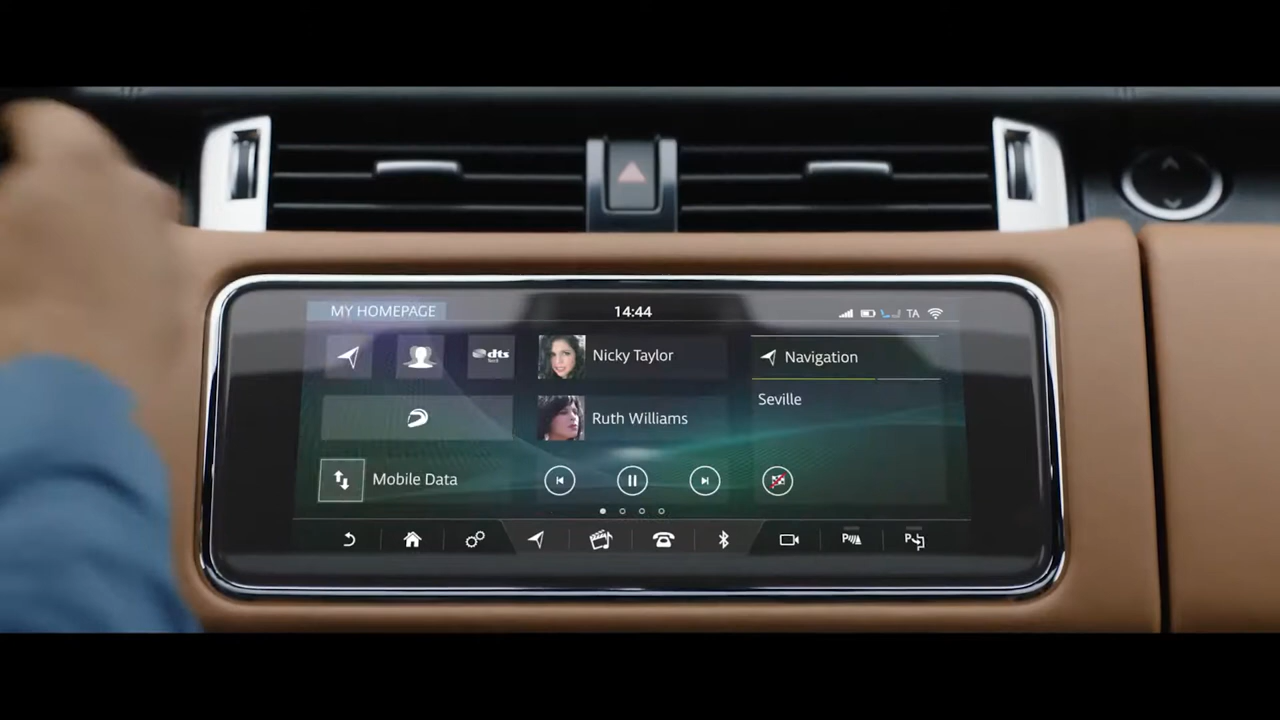 MY HOMEPAGE
14:44
TA
dts
Nicky Taylor
Navigation
Ruth Williams
Seville
Mobile Data